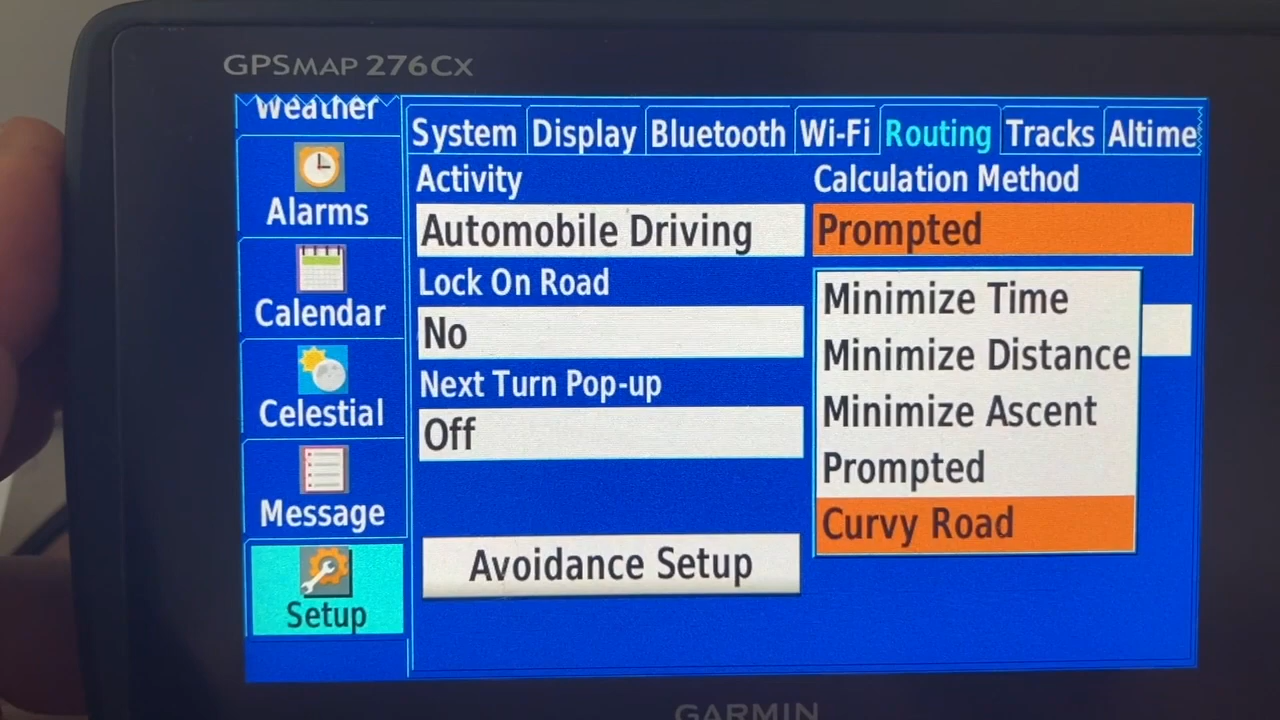 GPSMAP 276Cx
Weather
Alarms
Calendar
Celestial
Message
Setup
System Display Bluetooth Wi-Fi Routing Tracks Altime
Activity
Automobile Driving
Lock On Road
No
Next Turn Pop-up
Off
Avoidance Setup
Calculation Method
Prompted
Minimize Time
Minimize Distance
Minimize Ascent
Prompted
Curvy Road
GARMIN